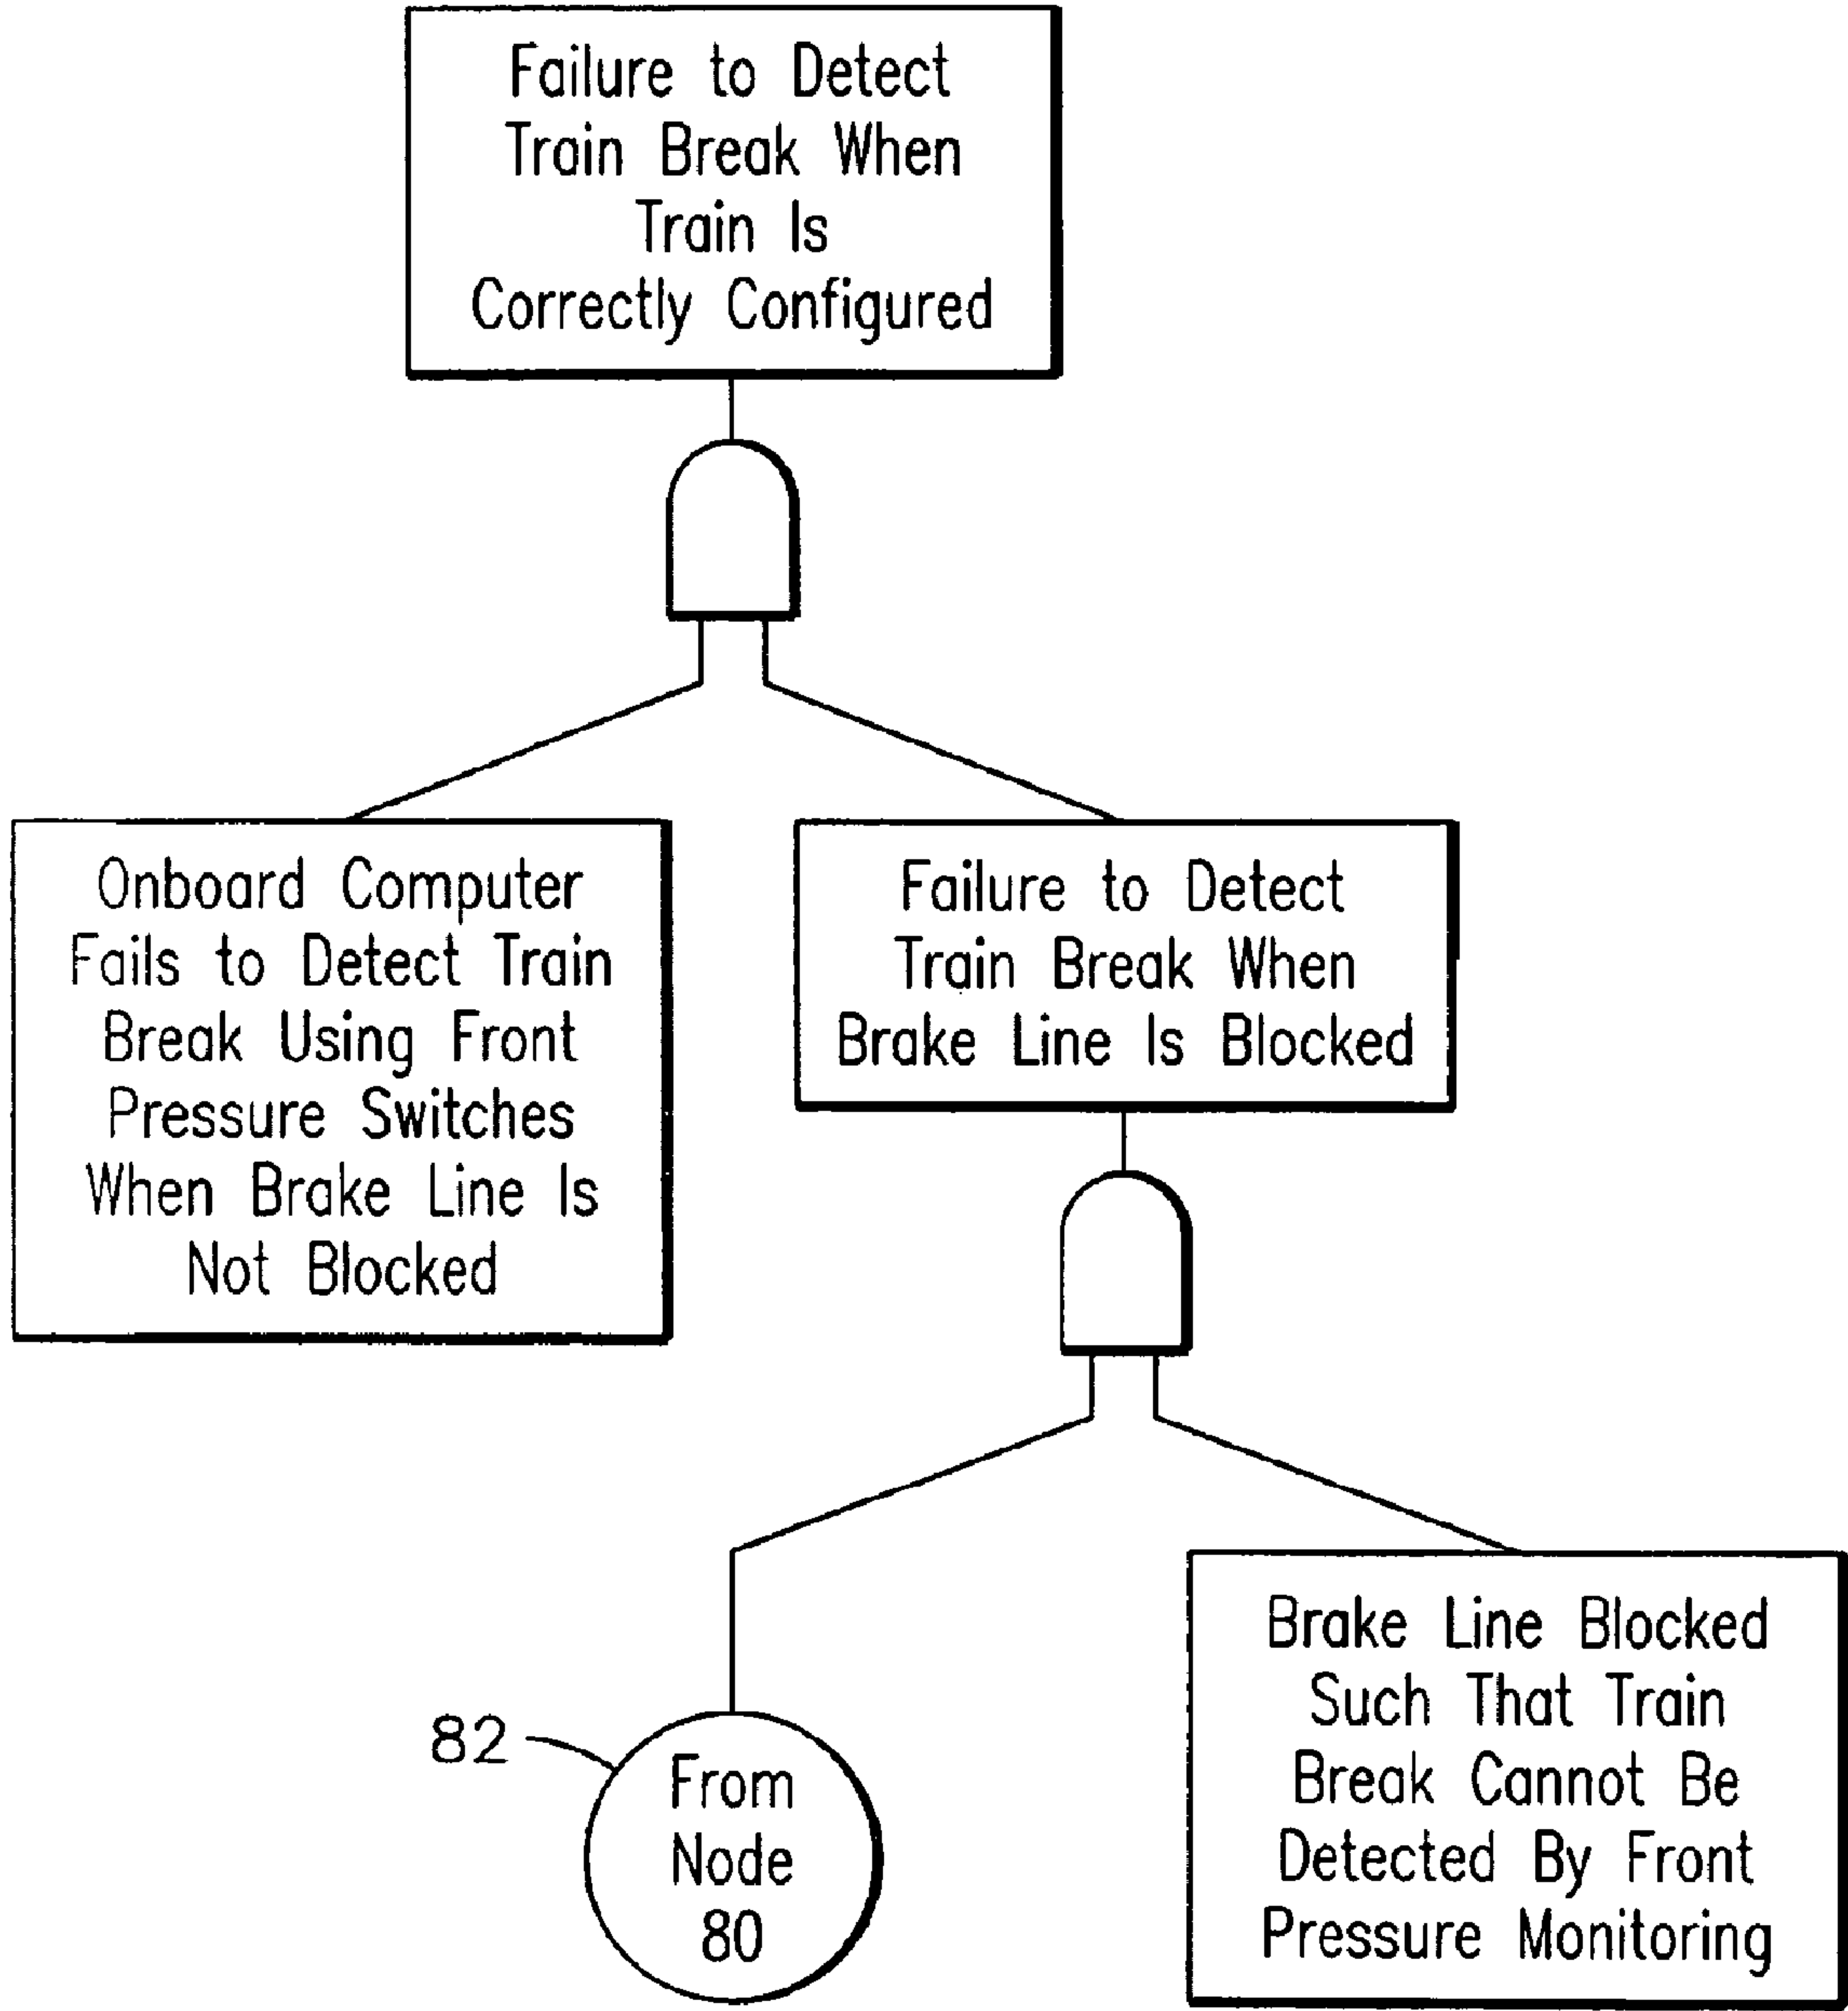 Failure to Detect
Train Break When
Train Is
Correctly Configured
Onboard Computer
Fails to Detect Train
Break Using Front
Pressure Switches
When Brake Line Is
Not Blocked
Failure to Detect
Train Break When
Brake Line Is Blocked
82
From
Node
80
Brake Line Blocked
Such That Train
Break Cannot Be
Detected By Front
Pressure Monitoring